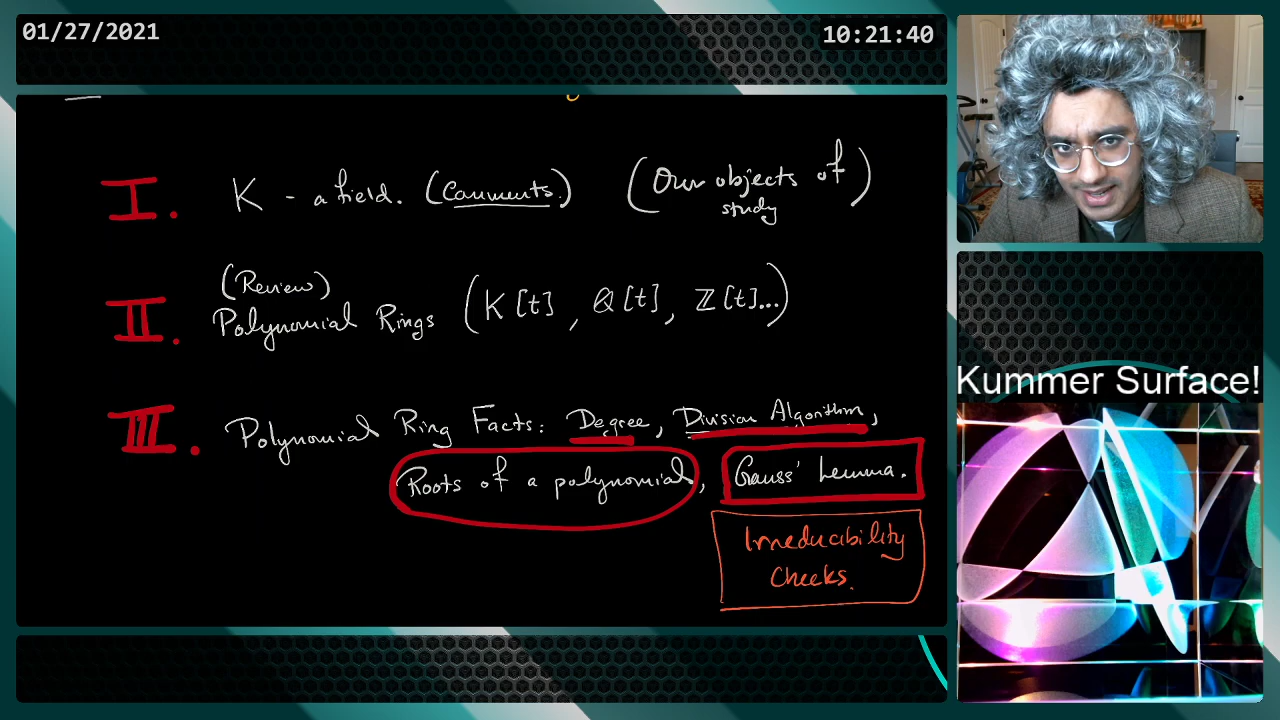 01/27/2021
10:21:40
I. K - a field. (Comments.) (Our objects of study)
II. (Review)
Polynomial Rings (K[t], ℚ[t], ℤ[t]...)
III. Polynomial Ring Facts: Degree, Division Algorithm,
Roots of a polynomial, Gauss' Lemma.
Irreducibility
Checks.
Kummer Surface!